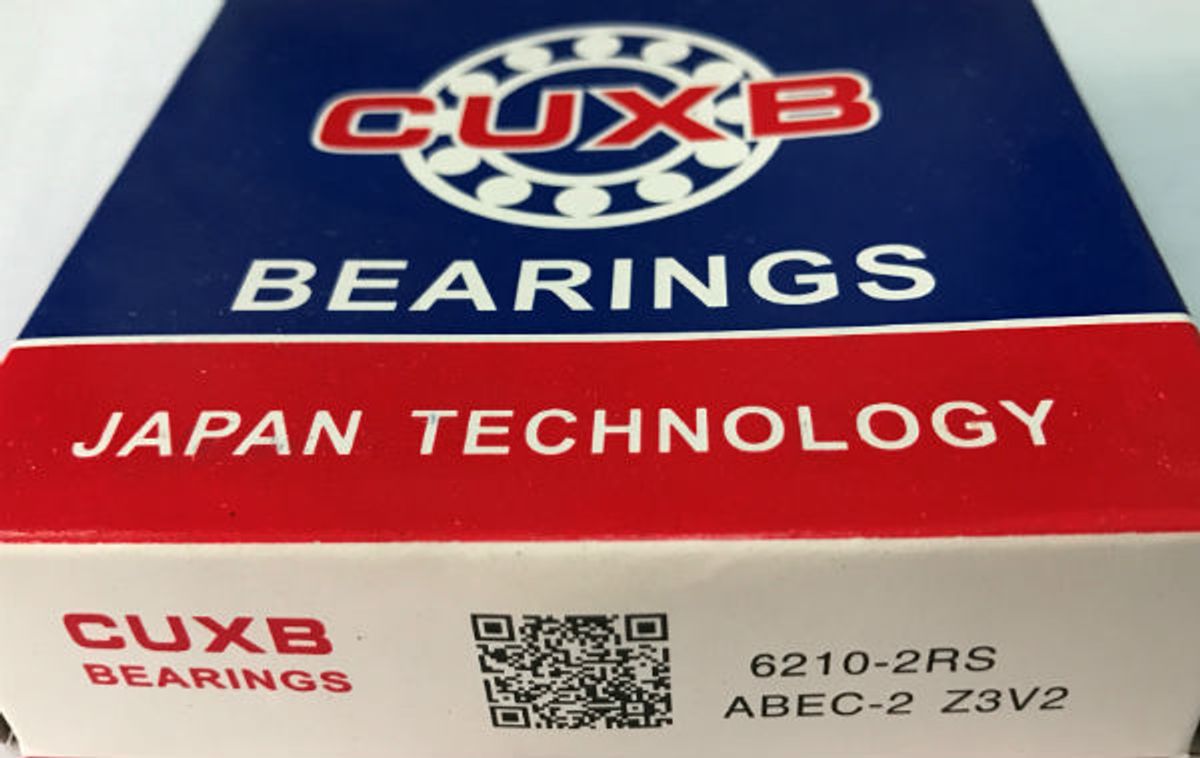 CUXB
BEARINGS
JAPAN TECHNOLOGY
CUXB
BEARINGS
6210-2RS
ABEC-2 Z3V2